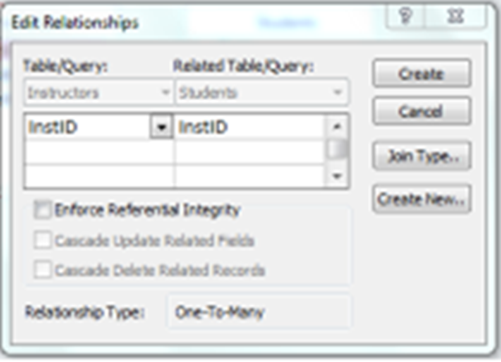 Edit Relationships
Table/Query: Related Table/Query:
Instructors Students
InstID InstID
Enforce Referential Integrity
Cascade Update Related Fields
Cascade Delete Related Records
Relationship Type: One-To-Many
Create
Cancel
Join Type..
Create New..